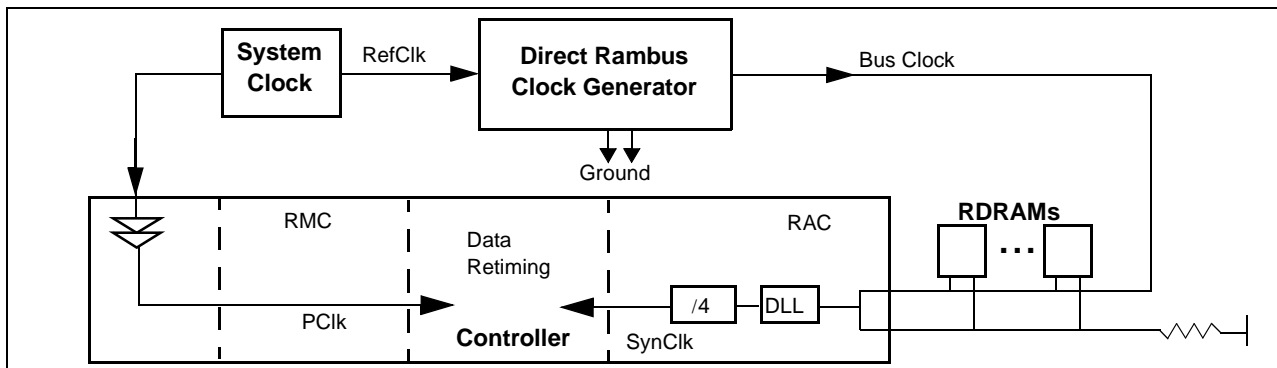 System
Clock
RefClk
Direct Rambus
Clock Generator
Bus Clock
Ground
RMC
Data
Retiming
RAC
RDRAMs
/4
DLL
PClk
Controller
SynClk